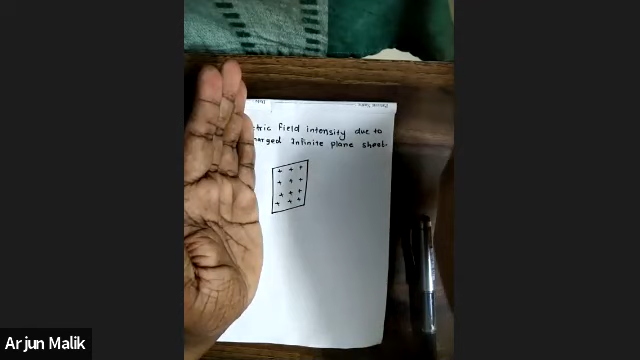 tric field intensity due to
harged Infinite plane sheet.
Arjun Malik